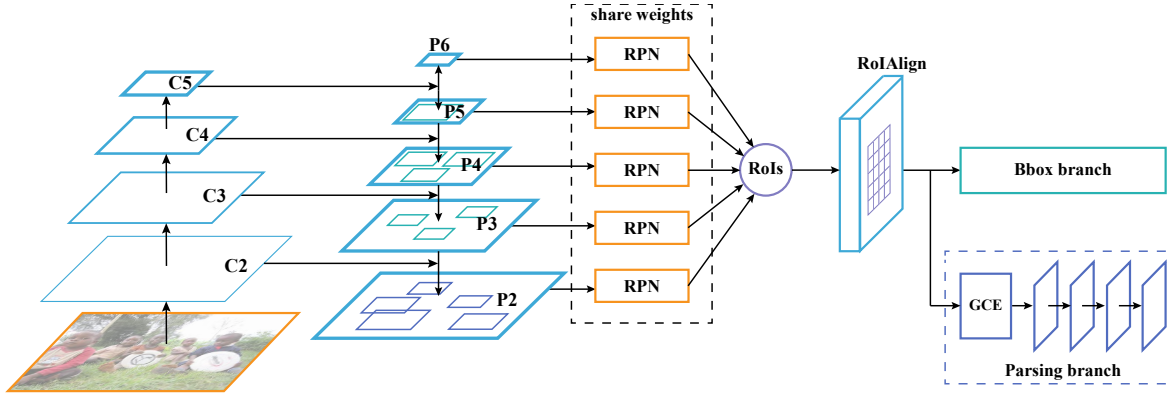 share weights
P6
RPN
RoIAlign
C5
P5
RPN
C4
P4
RPN
RoIs
Bbox branch
C3
P3
RPN
C2
P2
RPN
GCE
Parsing branch